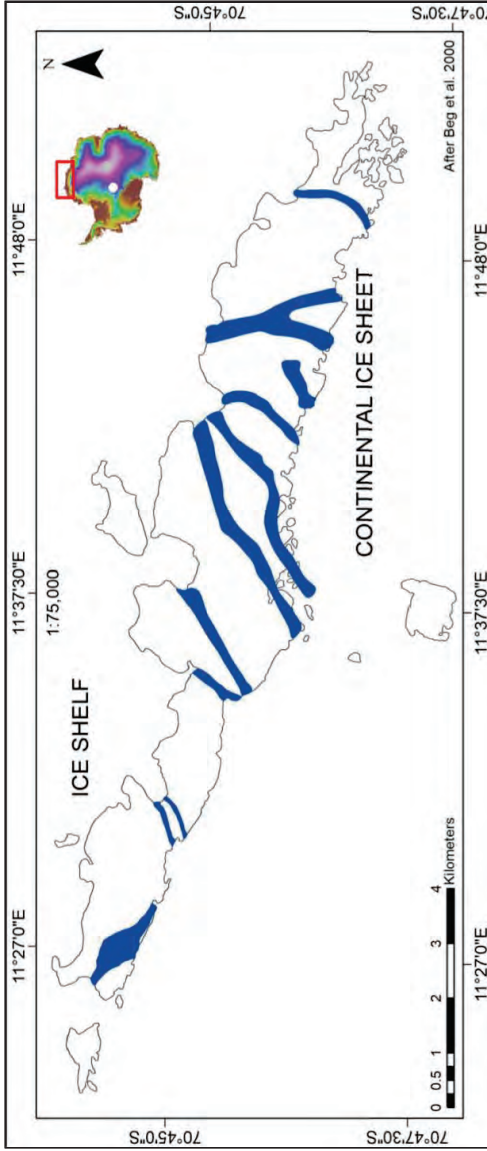 11°27'0"E
11°37'30"E
11°48'0"E
70°45'0"S
70°45'0"S
N
1:75,000
ICE SHELF
CONTINENTAL ICE SHEET
0 0.5 1 2 3 4
Kilometers
After Beg et al. 2000
70°47'30"S
70°47'30"S
11°27'0"E
11°37'30"E
11°48'0"E